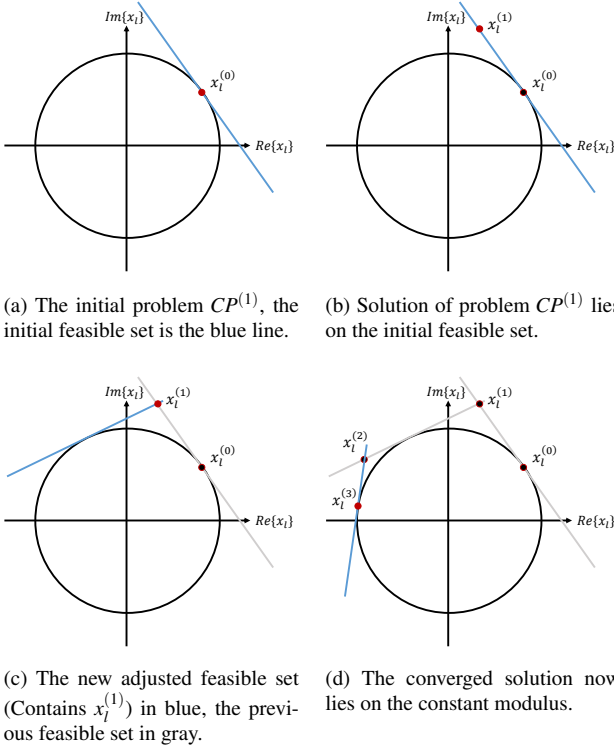 Im{x_l}
x_l^(0)
Re{x_l}
Im{x_l}
x_l^(1)
x_l^(0)
Re{x_l}
(a) The initial problem CP^(1), the
initial feasible set is the blue line.
(b) Solution of problem CP^(1) lies
on the initial feasible set.
Im{x_l}
x_l^(1)
x_l^(0)
Re{x_l}
Im{x_l}
x_l^(1)
x_l^(2)
x_l^(0)
x_l^(3)
Re{x_l}
(c) The new adjusted feasible set
(Contains x_l^(1)) in blue, the previ-
ous feasible set in gray.
(d) The converged solution now
lies on the constant modulus.